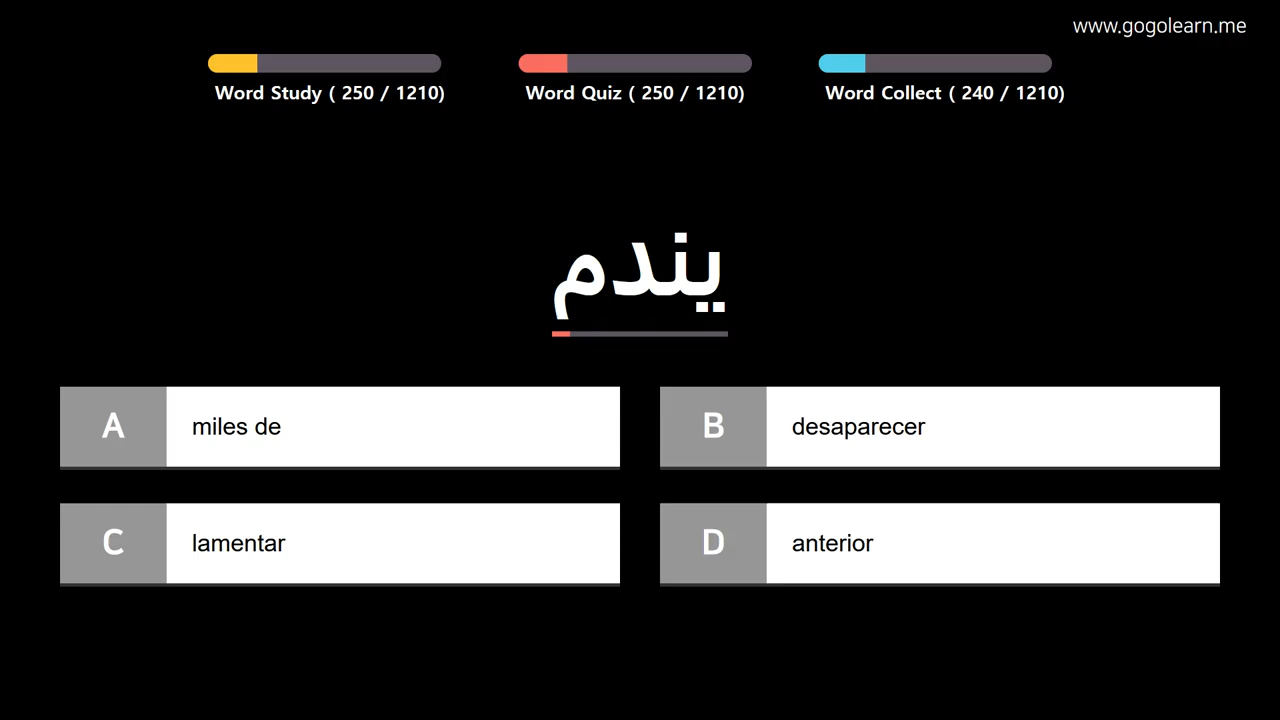 www.gogolearn.me
Word Study ( 250 / 1210)
Word Quiz ( 250 / 1210)
Word Collect ( 240 / 1210)
يندم
A
miles de
B
desaparecer
C
lamentar
D
anterior